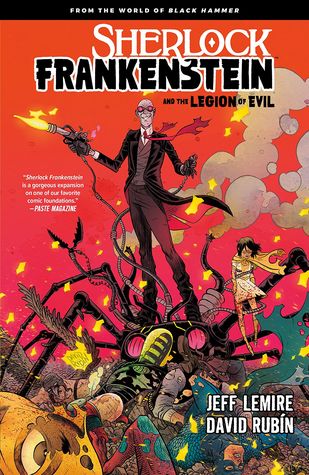 FROM THE WORLD OF BLACK HAMMER
SHERLOCK
FRANKENSTEIN
AND THE LEGION OF EVIL
"Sherlock Frankenstein
is a gorgeous expansion
on one of our favorite
comic foundations."
—PASTE MAGAZINE
JEFF LEMIRE
DAVID RUBÍN